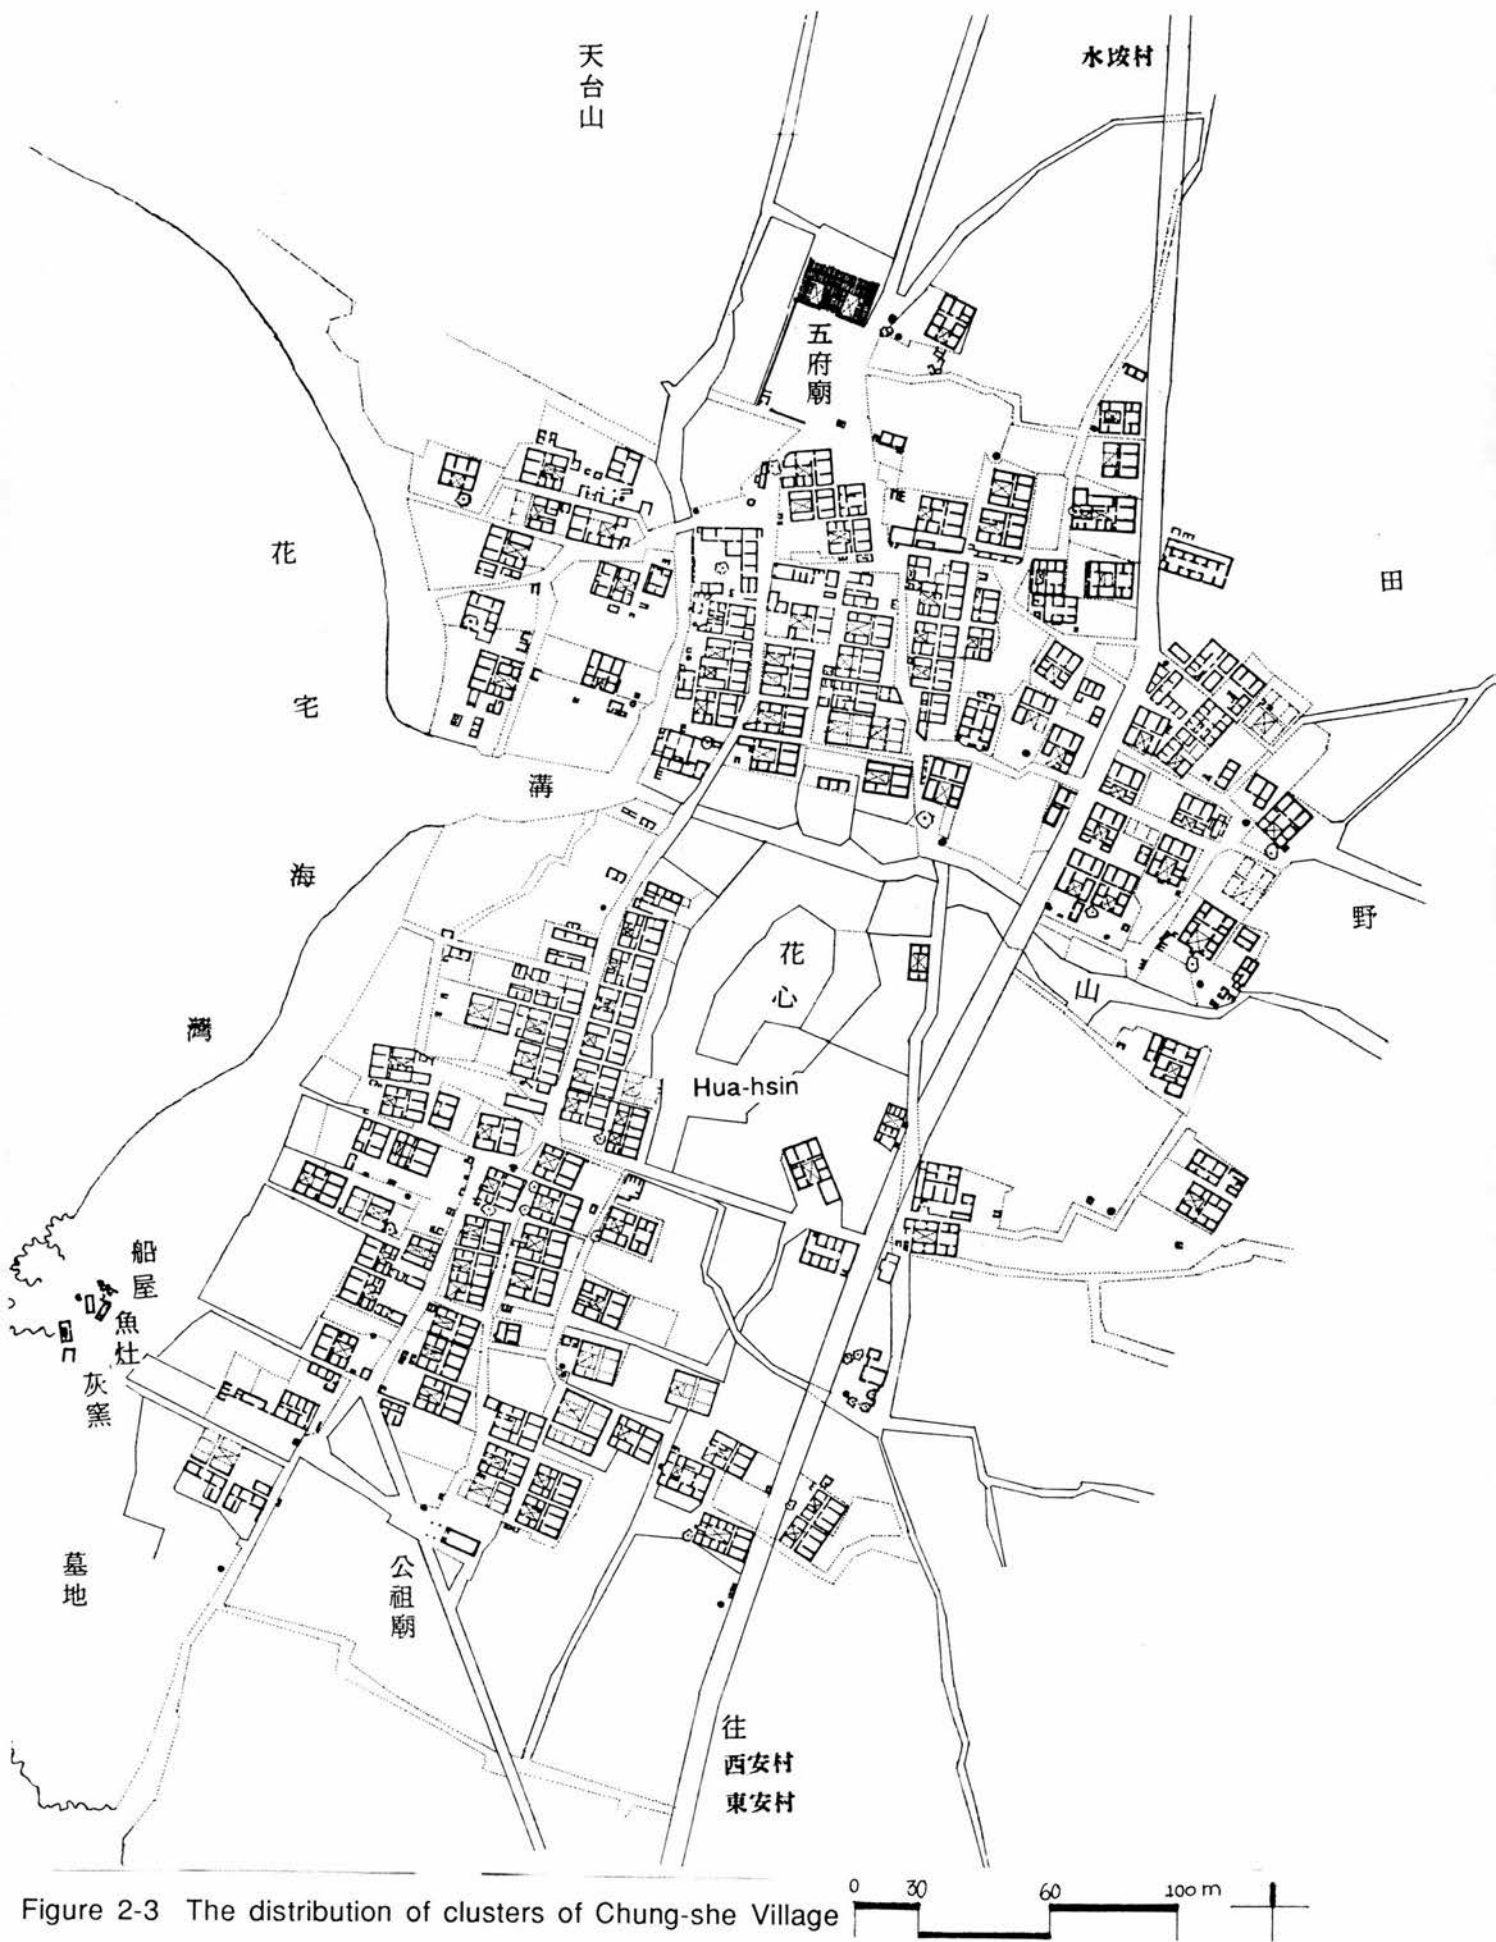 天台山
水垵村
五府廟
花宅海灣
田野
溝
花心
山
Hua-hsin
船屋
魚灶
灰窯
墓地
公祖廟
往
西安村
東安村
0 30 60 100 m
Figure 2-3 The distribution of clusters of Chung-she Village